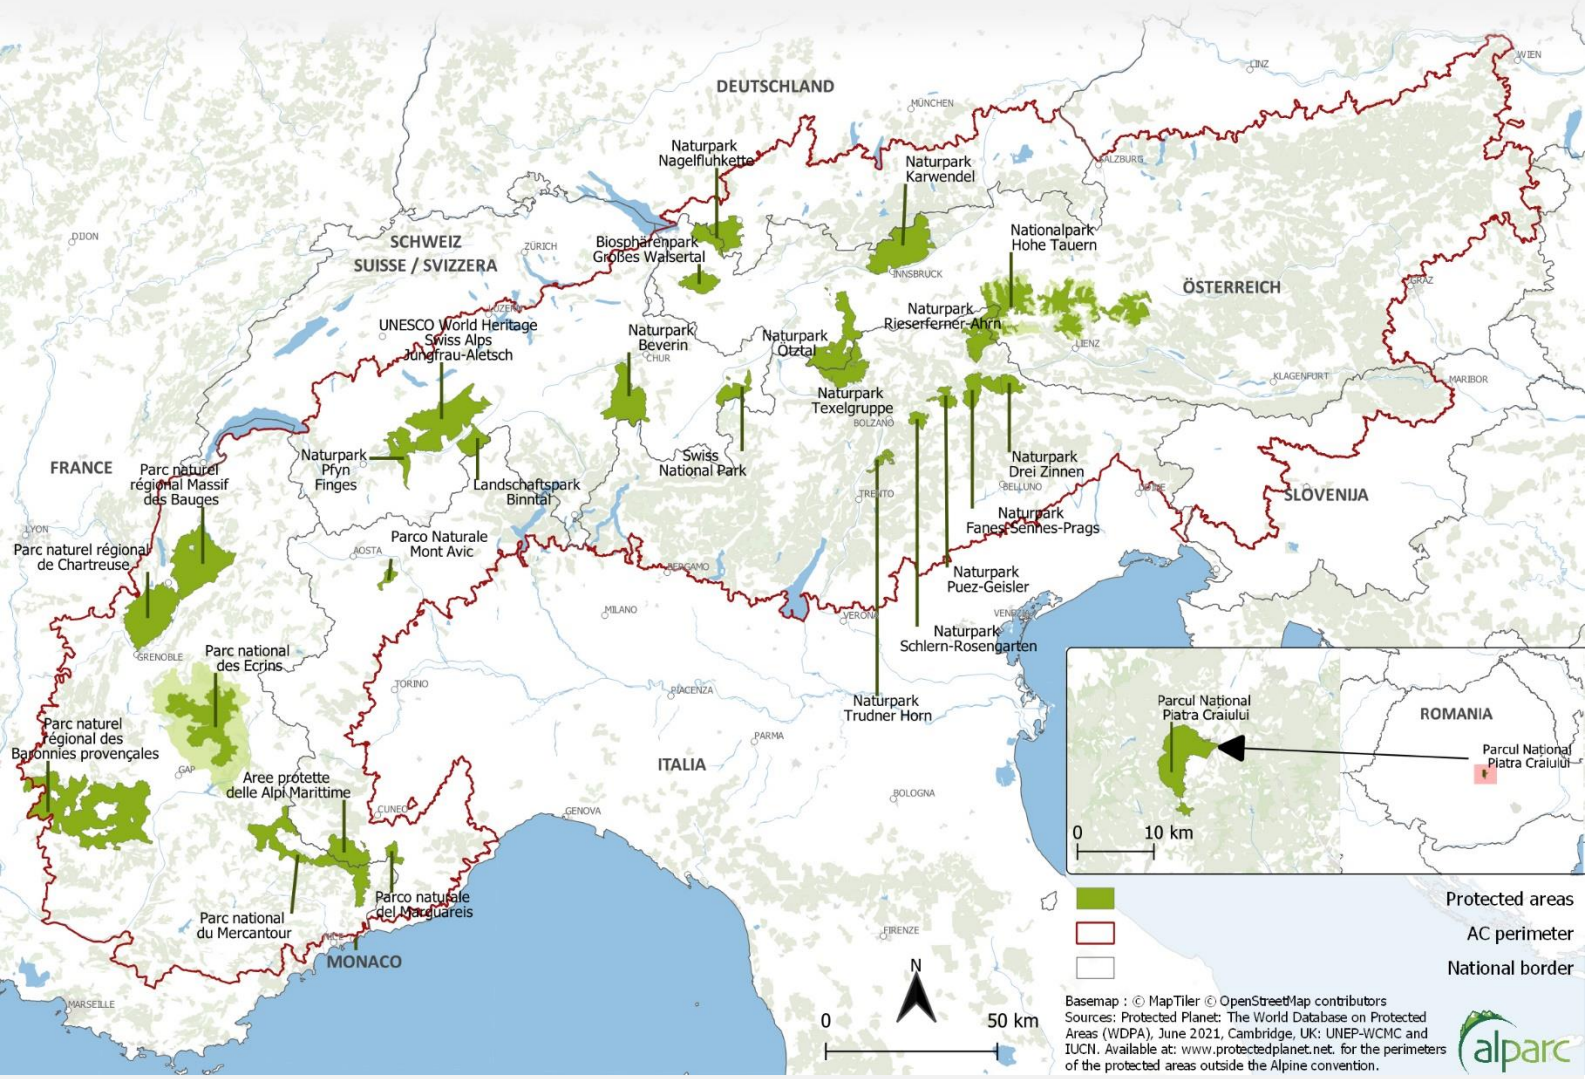 WIEN
LINZ
DEUTSCHLAND
MÜNCHEN
Naturpark
Nagelfluhkette
Naturpark
Karwendel
SALZBURG
DIJON
SCHWEIZ
SUISSE / SVIZZERA
ZÜRICH
Biosphärenpark
Großes Walsertal
Nationalpark
Hohe Tauern
INNSBRUCK
ÖSTERREICH
GRAZ
LUZERN
UNESCO World Heritage
Swiss Alps
Jungfrau-Aletsch
Naturpark
Beverin
CHUR
Naturpark
Ötztal
Naturpark
Rieserferner-Ahrn
LIENZ
KLAGENFURT
MARIBOR
Naturpark
Texelgruppe
BOLZANO
FRANCE
Parc naturel
régional Massif
des Bauges
Naturpark
Pfyn
Finges
Landschaftspark
Binntal
Swiss
National Park
Naturpark
Drei Zinnen
BELLUNO
UDINE
SLOVENIJA
TRENTO
Naturpark
Fanes-Sennes-Prags
LYON
Parc naturel régional
de Chartreuse
AOSTA
Parco Naturale
Mont Avic
BERGAMO
Naturpark
Puez-Geisler
MILANO
VERONA
VENEZIA
Naturpark
Schlern-Rosengarten
GRENOBLE
Parc national
des Ecrins
TORINO
PIACENZA
Naturpark
Trudner Horn
Parc naturel
régional des
Baronnies provençales
GAP
PARMA
ITALIA
Aree protette
delle Alpi Marittime
CUNEO
GENOVA
BOLOGNA
Parcul Național
Piatra Craiului
ROMANIA
Parcul Național
Piatra Craiului
0 10 km
Parco naturale
del Marguareis
Parc national
du Mercantour
NICE
MONACO
MARSEILLE
FIRENZE
Protected areas
AC perimeter
National border
N
0 50 km
Basemap : © MapTiler © OpenStreetMap contributors
Sources: Protected Planet: The World Database on Protected
Areas (WDPA), June 2021, Cambridge, UK: UNEP-WCMC and
IUCN. Available at: www.protectedplanet.net. for the perimeters
of the protected areas outside the Alpine convention.
alparc